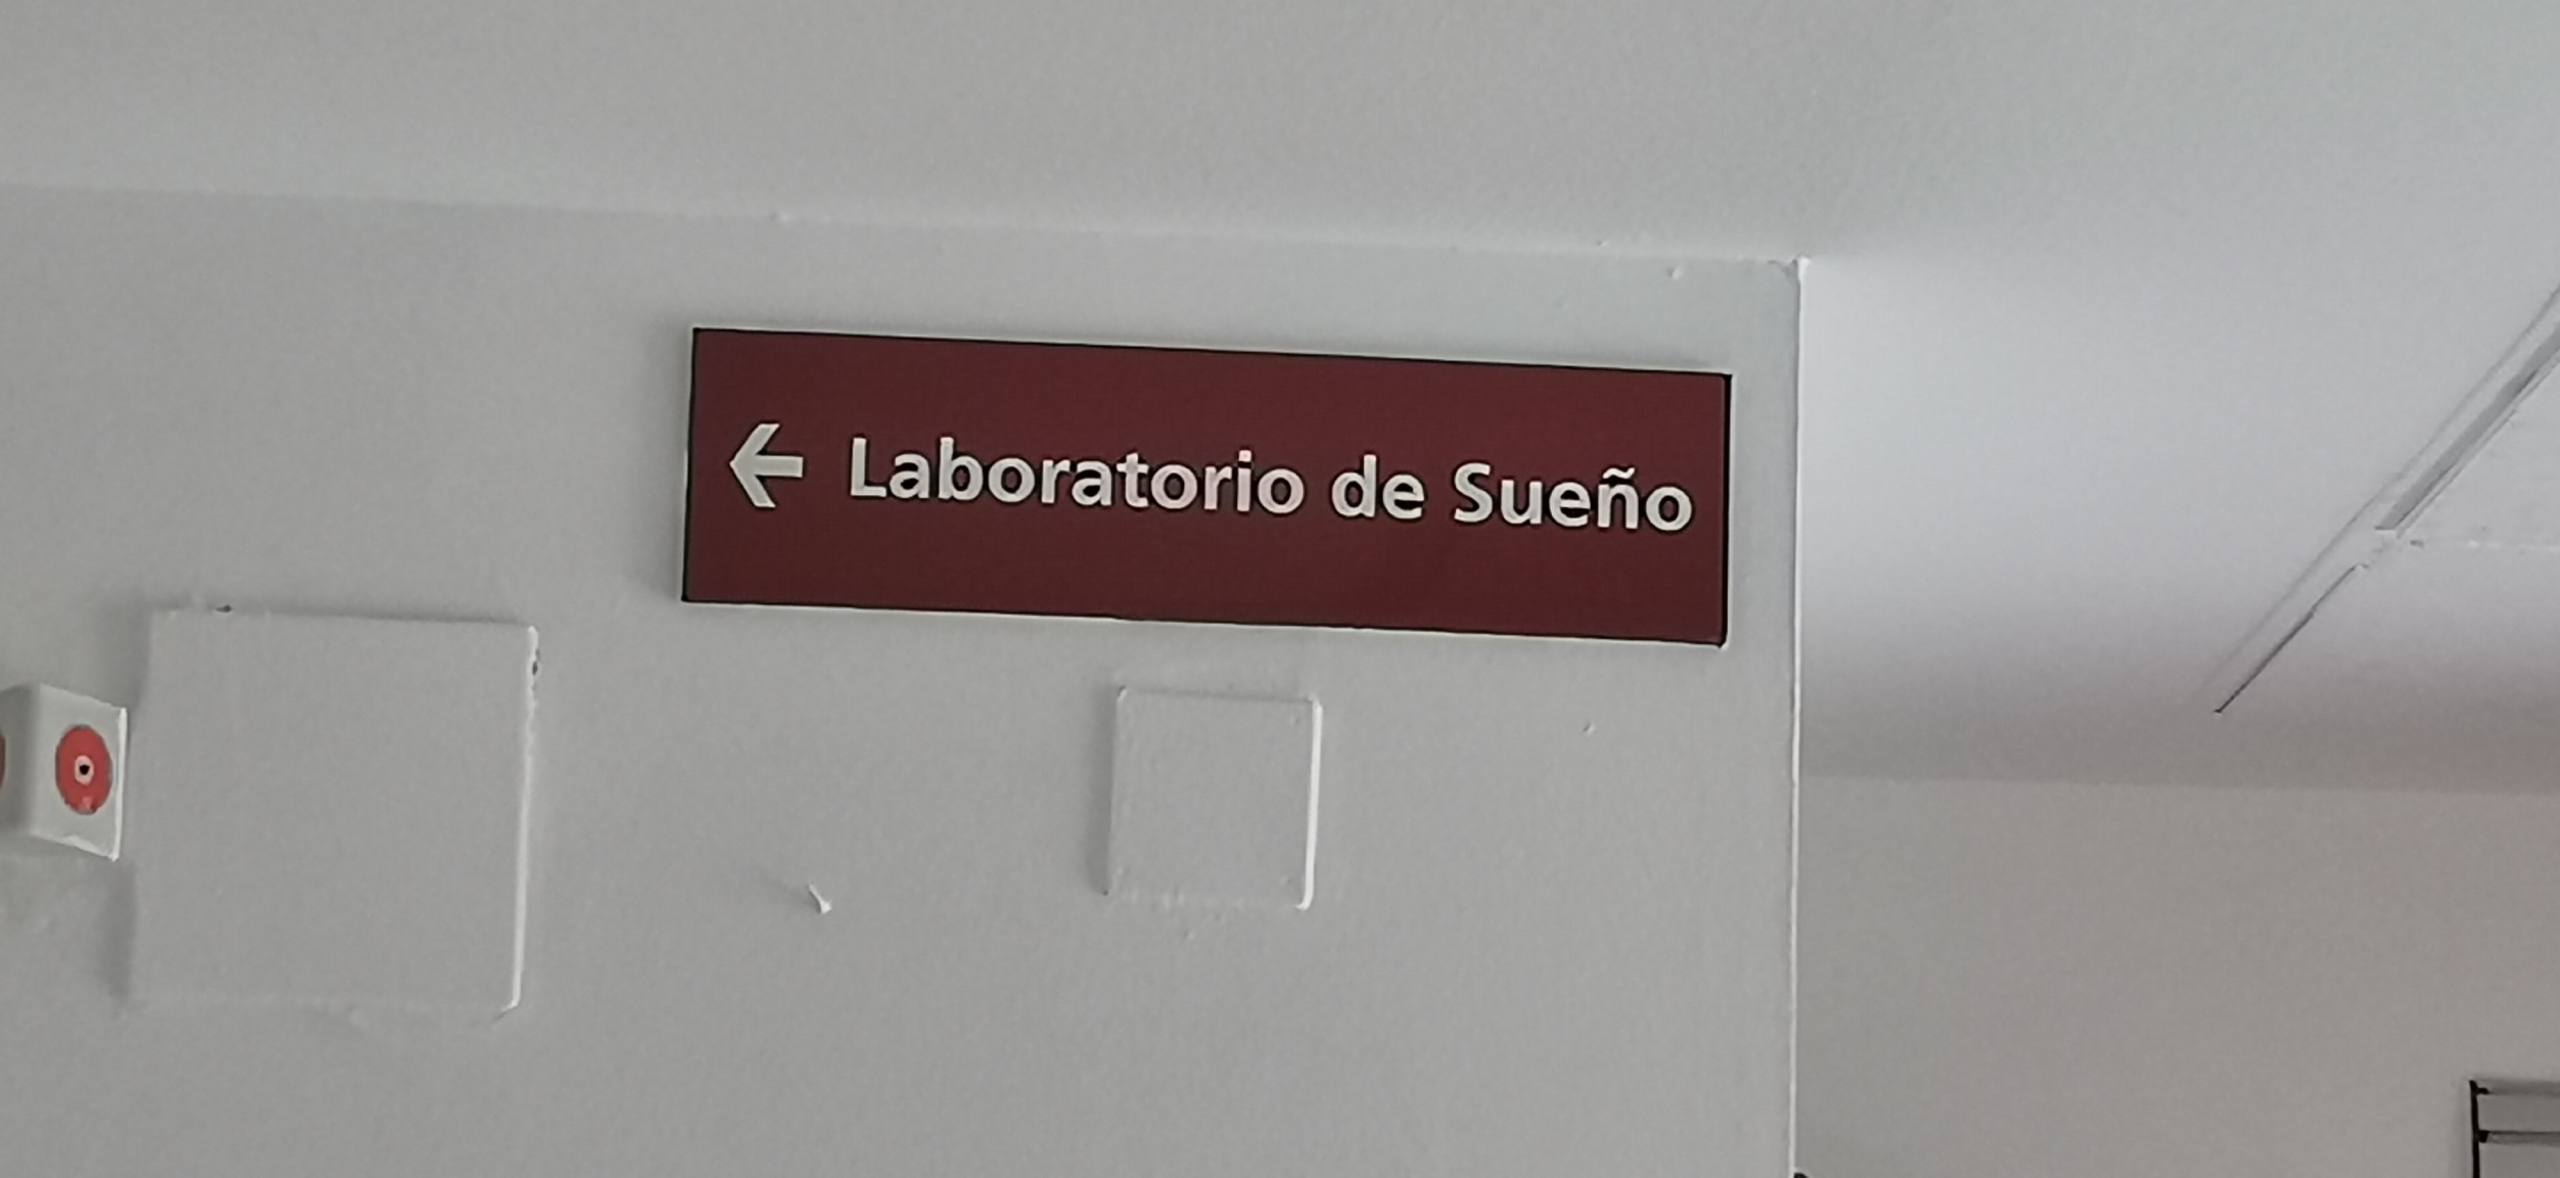 ← Laboratorio de Sueño